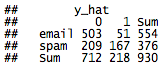 ## y_hat
## 0 1 Sum
## email 503 51 554
## spam 209 167 376
## Sum 712 218 930